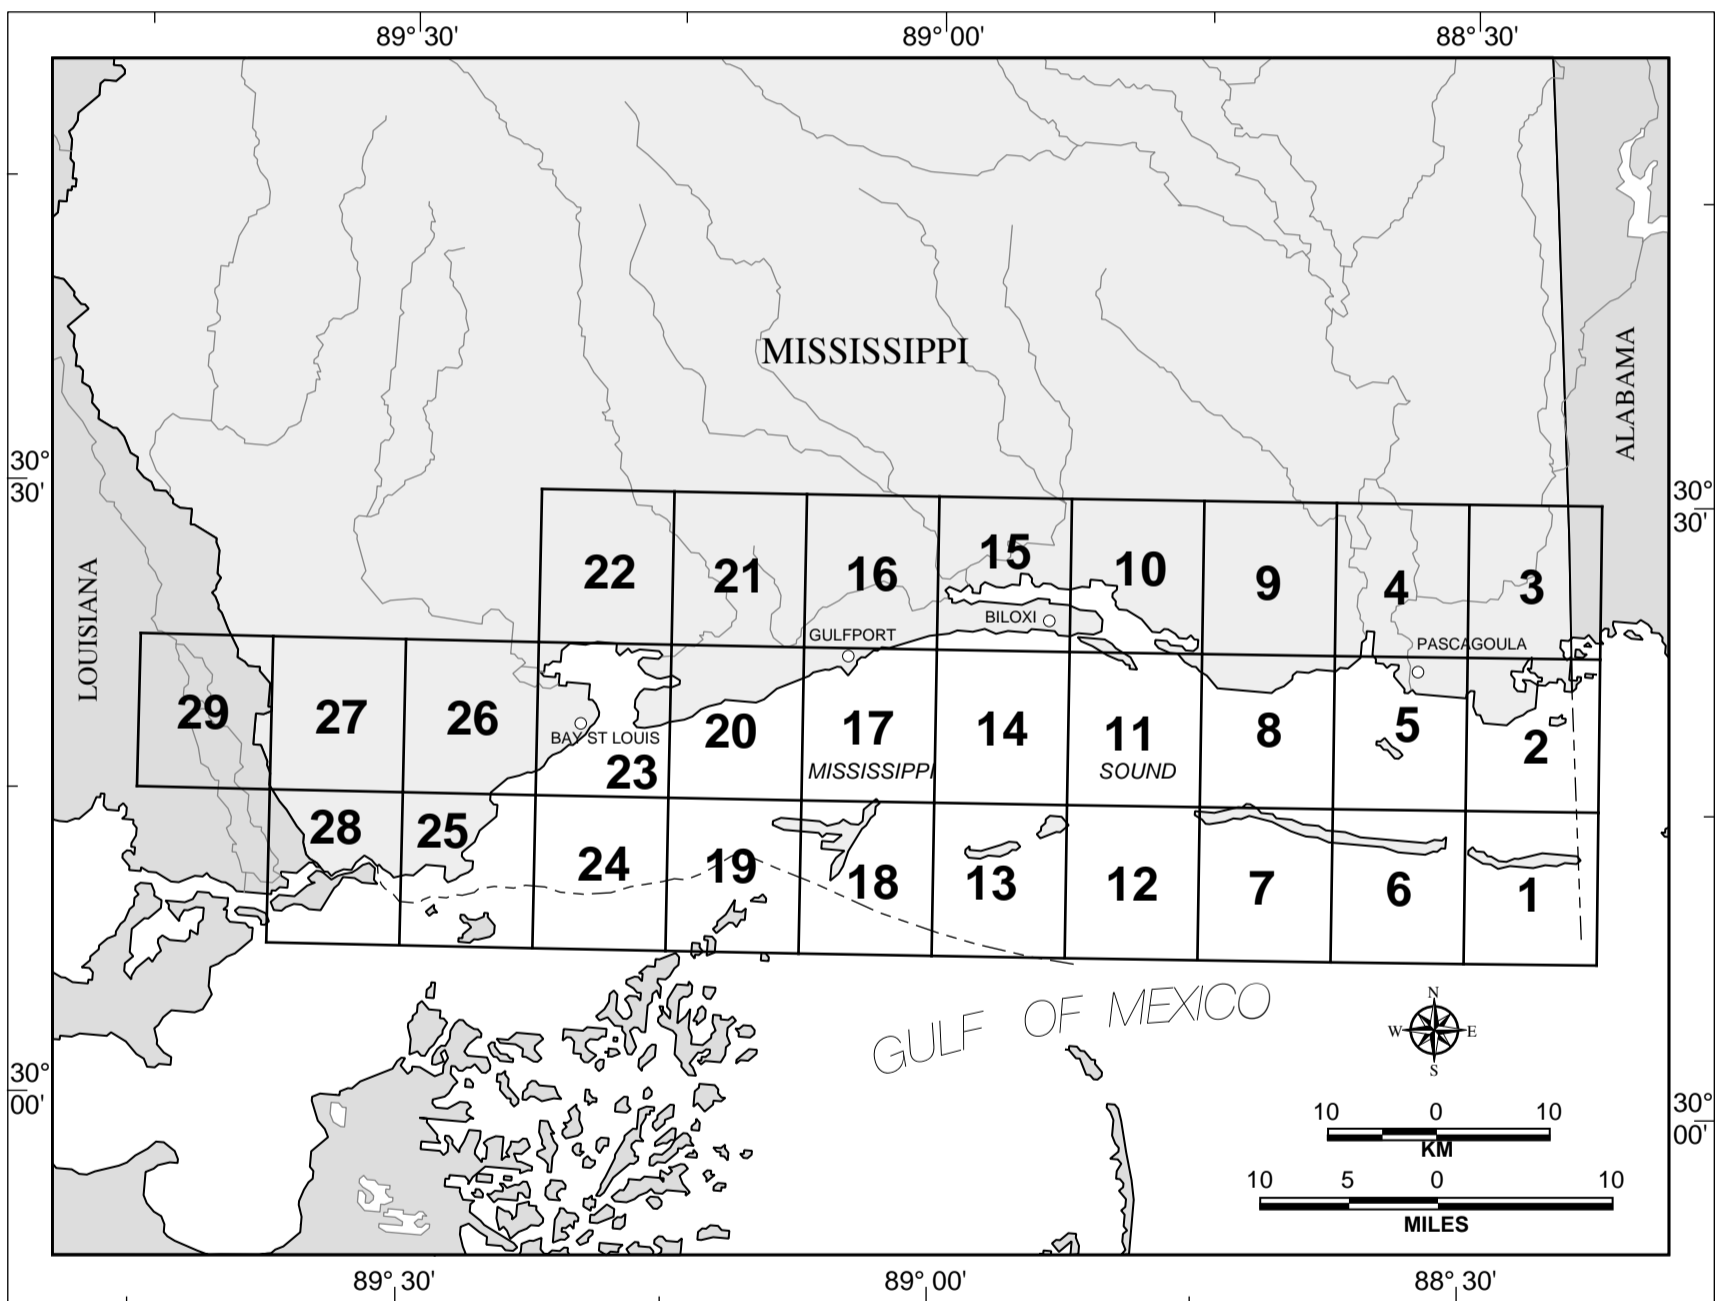 89° 30' 89° 00' 88° 30'
MISSISSIPPI
ALABAMA
LOUISIANA
30°
30'
30°
30'
22 21 16 15 10 9 4 3
BILOXI
GULFPORT
PASCAGOULA
29 27 26 23 20 17 14 11 8 5 2
BAY ST LOUIS
MISSISSIPPI SOUND
28 25 24 19 18 13 12 7 6 1
GULF OF MEXICO
N
W E
S
30°
00'
30°
00'
10 0 10
KM
10 5 0 10
MILES
89° 30' 89° 00' 88° 30'